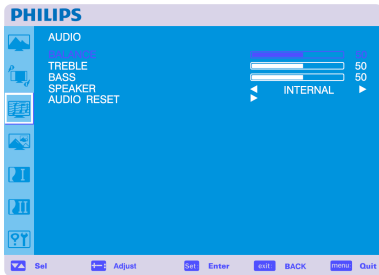 PHILIPS
AUDIO
BALANCE 50
TREBLE 50
BASS 50
SPEAKER INTERNAL
AUDIO RESET
Sel Adjust Set Enter exit BACK menu Quit